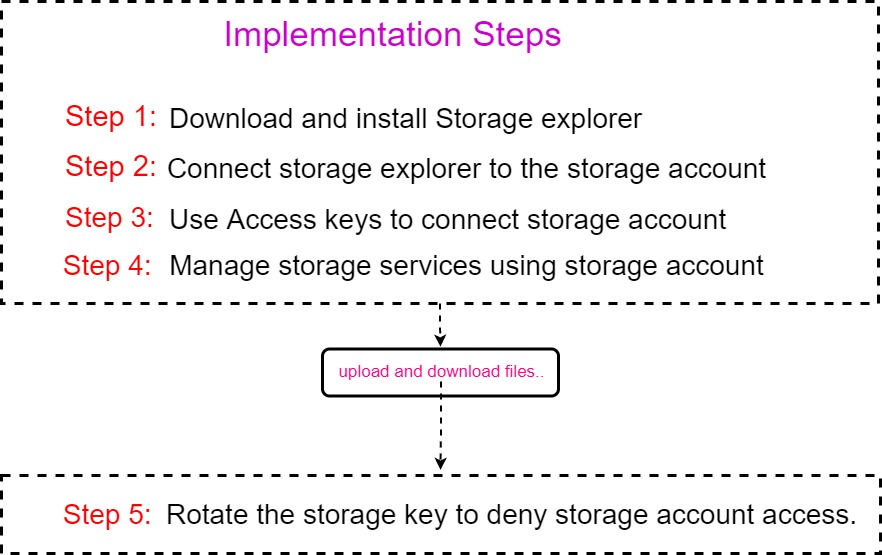 Implementation Steps
Step 1: Download and install Storage explorer
Step 2: Connect storage explorer to the storage account
Step 3: Use Access keys to connect storage account
Step 4: Manage storage services using storage account
upload and download files..
Step 5: Rotate the storage key to deny storage account access.